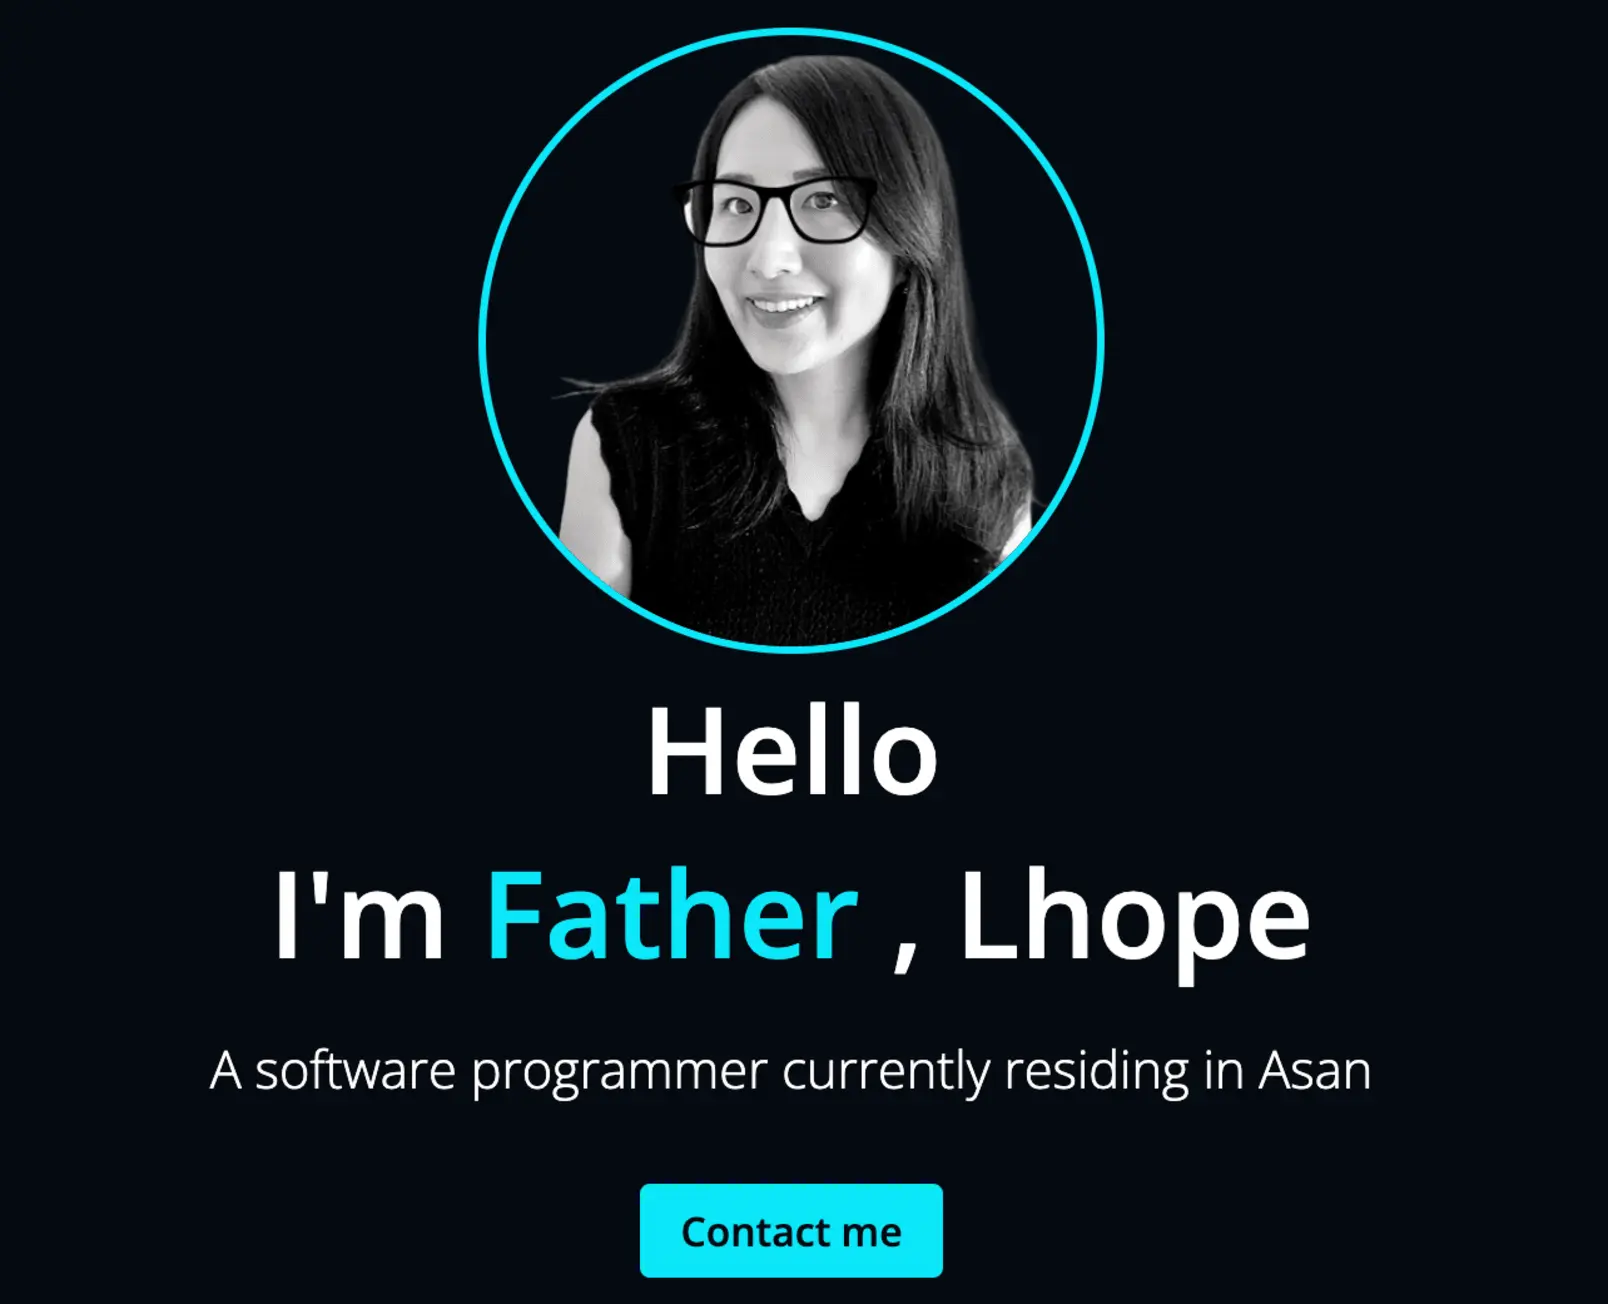 Hello
I'm Father , Lhope
A software programmer currently residing in Asan
Contact me